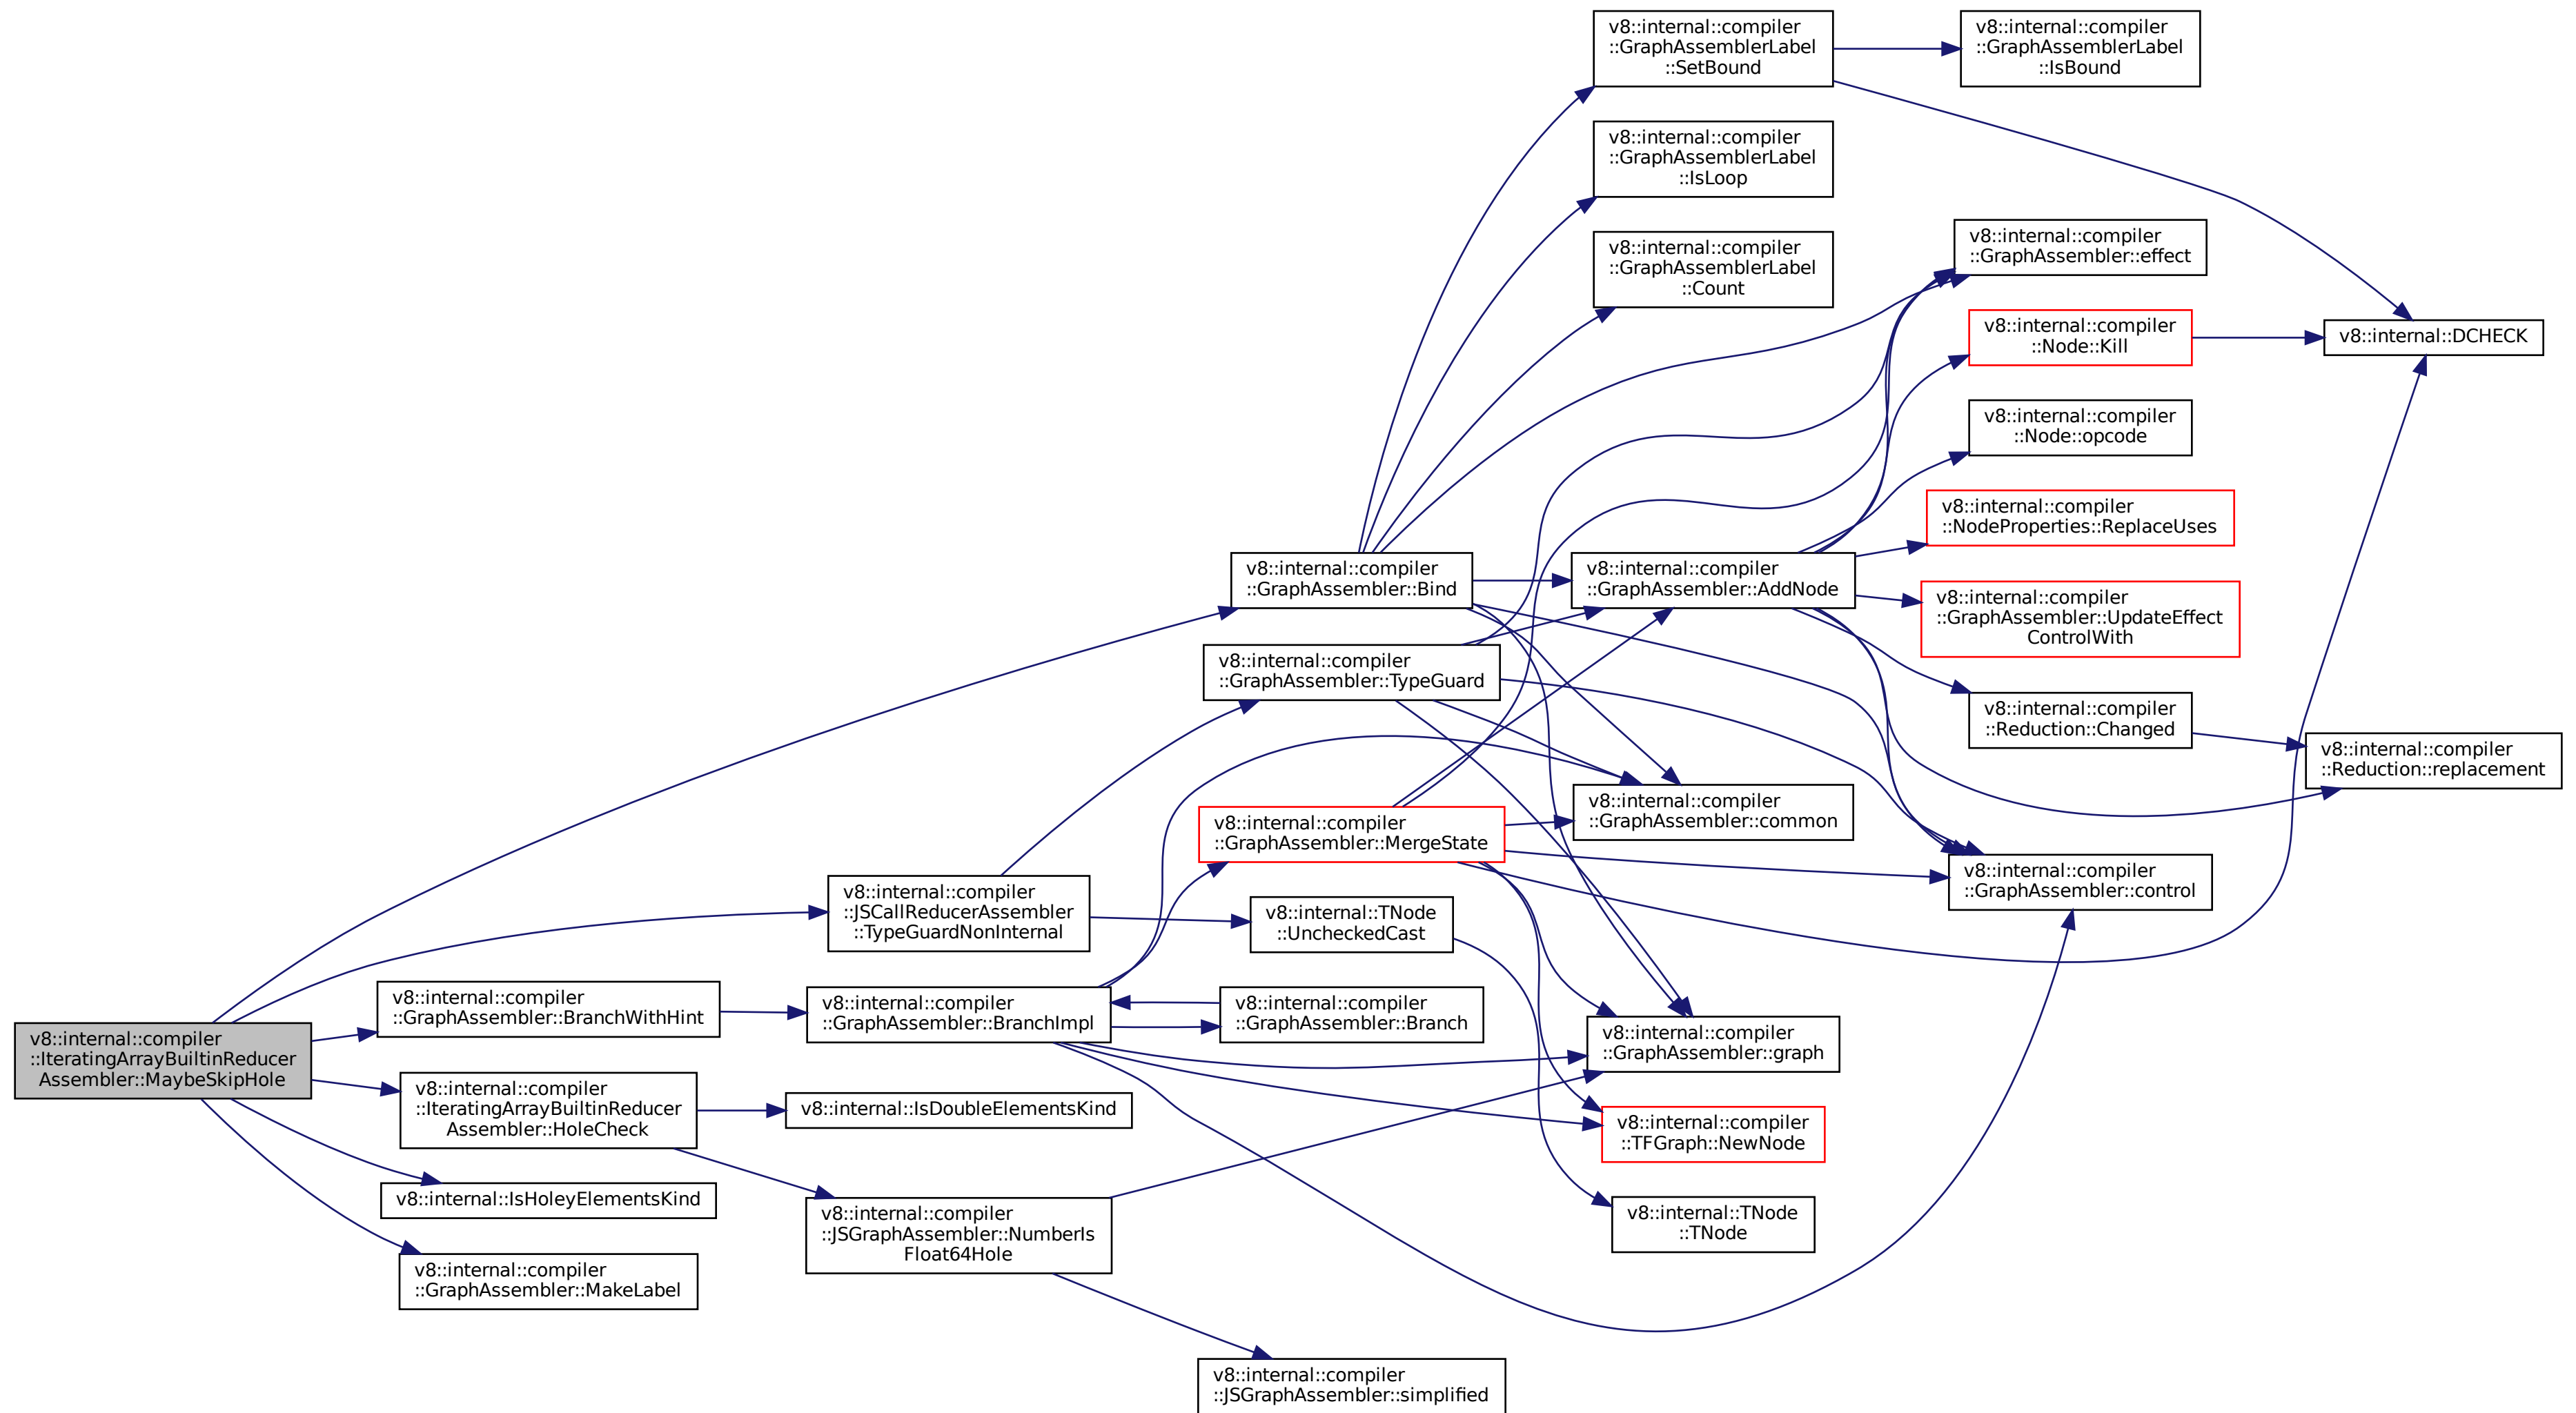 v8::internal::compiler
::GraphAssemblerLabel
::SetBound
v8::internal::compiler
::GraphAssemblerLabel
::IsBound
v8::internal::compiler
::GraphAssemblerLabel
::IsLoop
v8::internal::compiler
::GraphAssembler::effect
v8::internal::compiler
::GraphAssemblerLabel
::Count
v8::internal::compiler
::Node::Kill
v8::internal::DCHECK
v8::internal::compiler
::Node::opcode
v8::internal::compiler
::NodeProperties::ReplaceUses
v8::internal::compiler
::GraphAssembler::Bind
v8::internal::compiler
::GraphAssembler::AddNode
v8::internal::compiler
::GraphAssembler::UpdateEffect
ControlWith
v8::internal::compiler
::GraphAssembler::TypeGuard
v8::internal::compiler
::Reduction::Changed
v8::internal::compiler
::Reduction::replacement
v8::internal::compiler
::GraphAssembler::MergeState
v8::internal::compiler
::GraphAssembler::common
v8::internal::compiler
::GraphAssembler::control
v8::internal::compiler
::JSCallReducerAssembler
::TypeGuardNonInternal
v8::internal::TNode
::UncheckedCast
v8::internal::compiler
::GraphAssembler::BranchWithHint
v8::internal::compiler
::GraphAssembler::BranchImpl
v8::internal::compiler
::GraphAssembler::Branch
v8::internal::compiler
::GraphAssembler::graph
v8::internal::compiler
::IteratingArrayBuiltinReducer
Assembler::MaybeSkipHole
v8::internal::compiler
::IteratingArrayBuiltinReducer
Assembler::HoleCheck
v8::internal::IsDoubleElementsKind
v8::internal::compiler
::TFGraph::NewNode
v8::internal::IsHoleyElementsKind
v8::internal::compiler
::JSGraphAssembler::NumberIs
Float64Hole
v8::internal::TNode
::TNode
v8::internal::compiler
::GraphAssembler::MakeLabel
v8::internal::compiler
::JSGraphAssembler::simplified